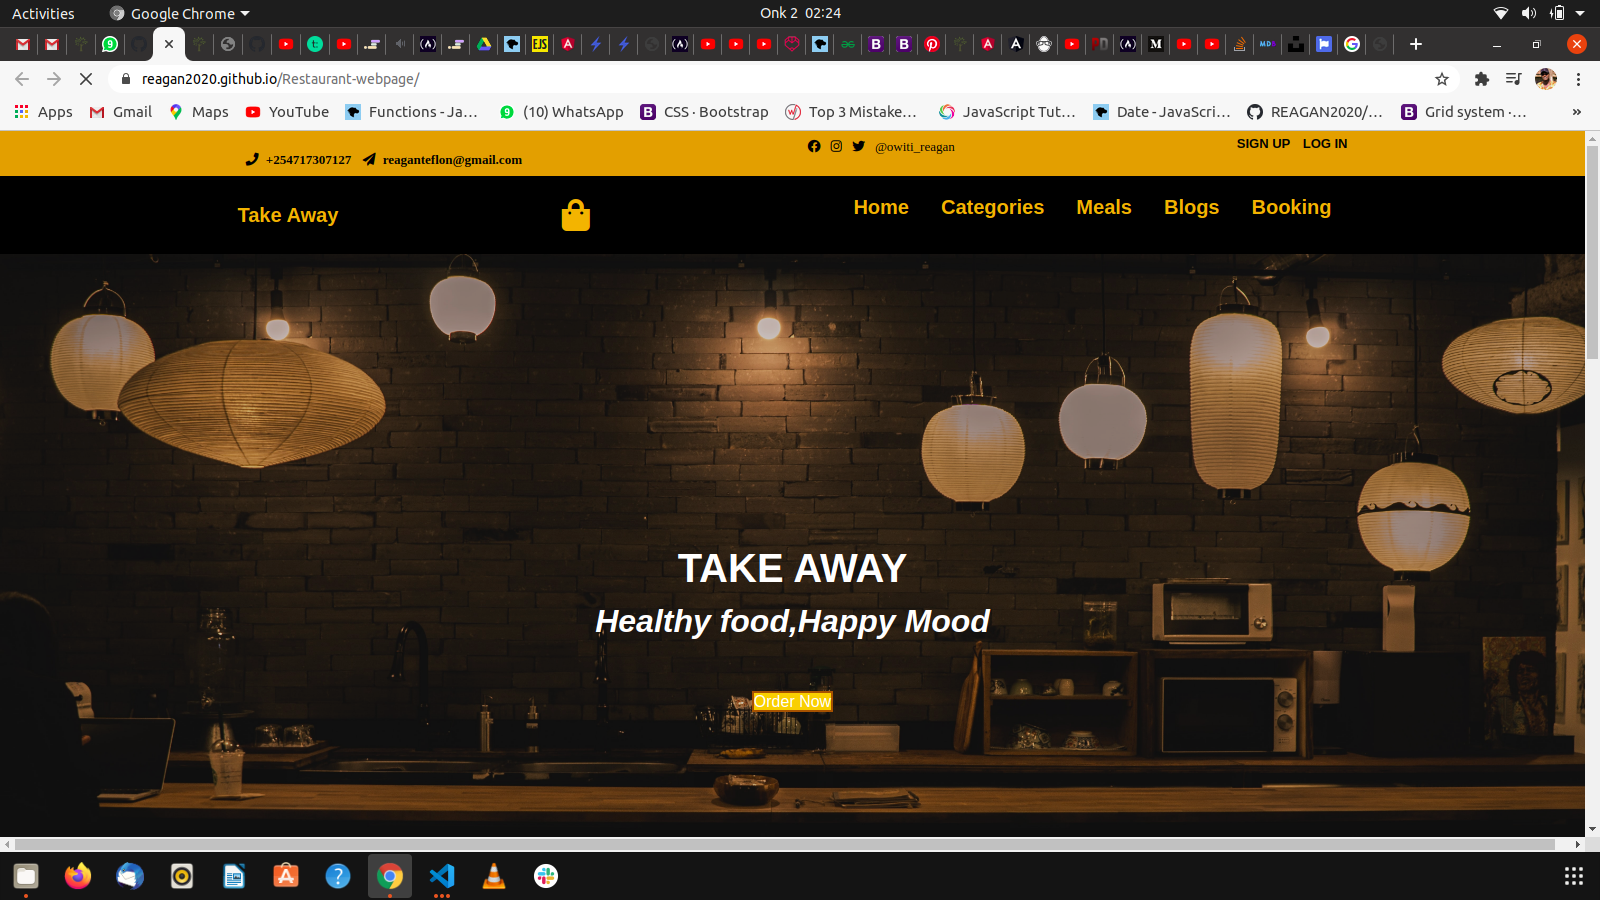 Activities
Google Chrome
Onk 2 02:24
reagan2020.github.io/Restaurant-webpage/
Apps
Gmail
Maps
YouTube
Functions - Ja…
(10) WhatsApp
CSS · Bootstrap
Top 3 Mistake…
JavaScript Tut…
Date - JavaScri…
REAGAN2020/…
Grid system ·…
»
+254717307127
reaganteflon@gmail.com
@owiti_reagan
SIGN UP
LOG IN
Take Away
Home
Categories
Meals
Blogs
Booking
TAKE AWAY
Healthy food,Happy Mood
Order Now